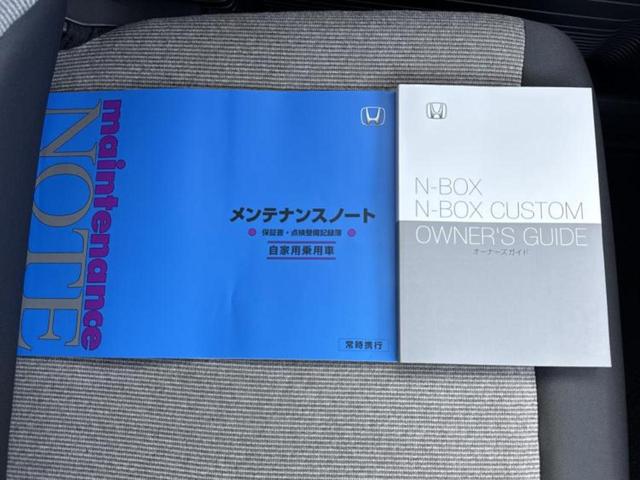 maintenance
NOTE
メンテナンスノート
保証書・点検整備記録簿
自家用乗用車
常時携行
N-BOX
N-BOX CUSTOM
OWNER'S GUIDE
オーナーズガイド